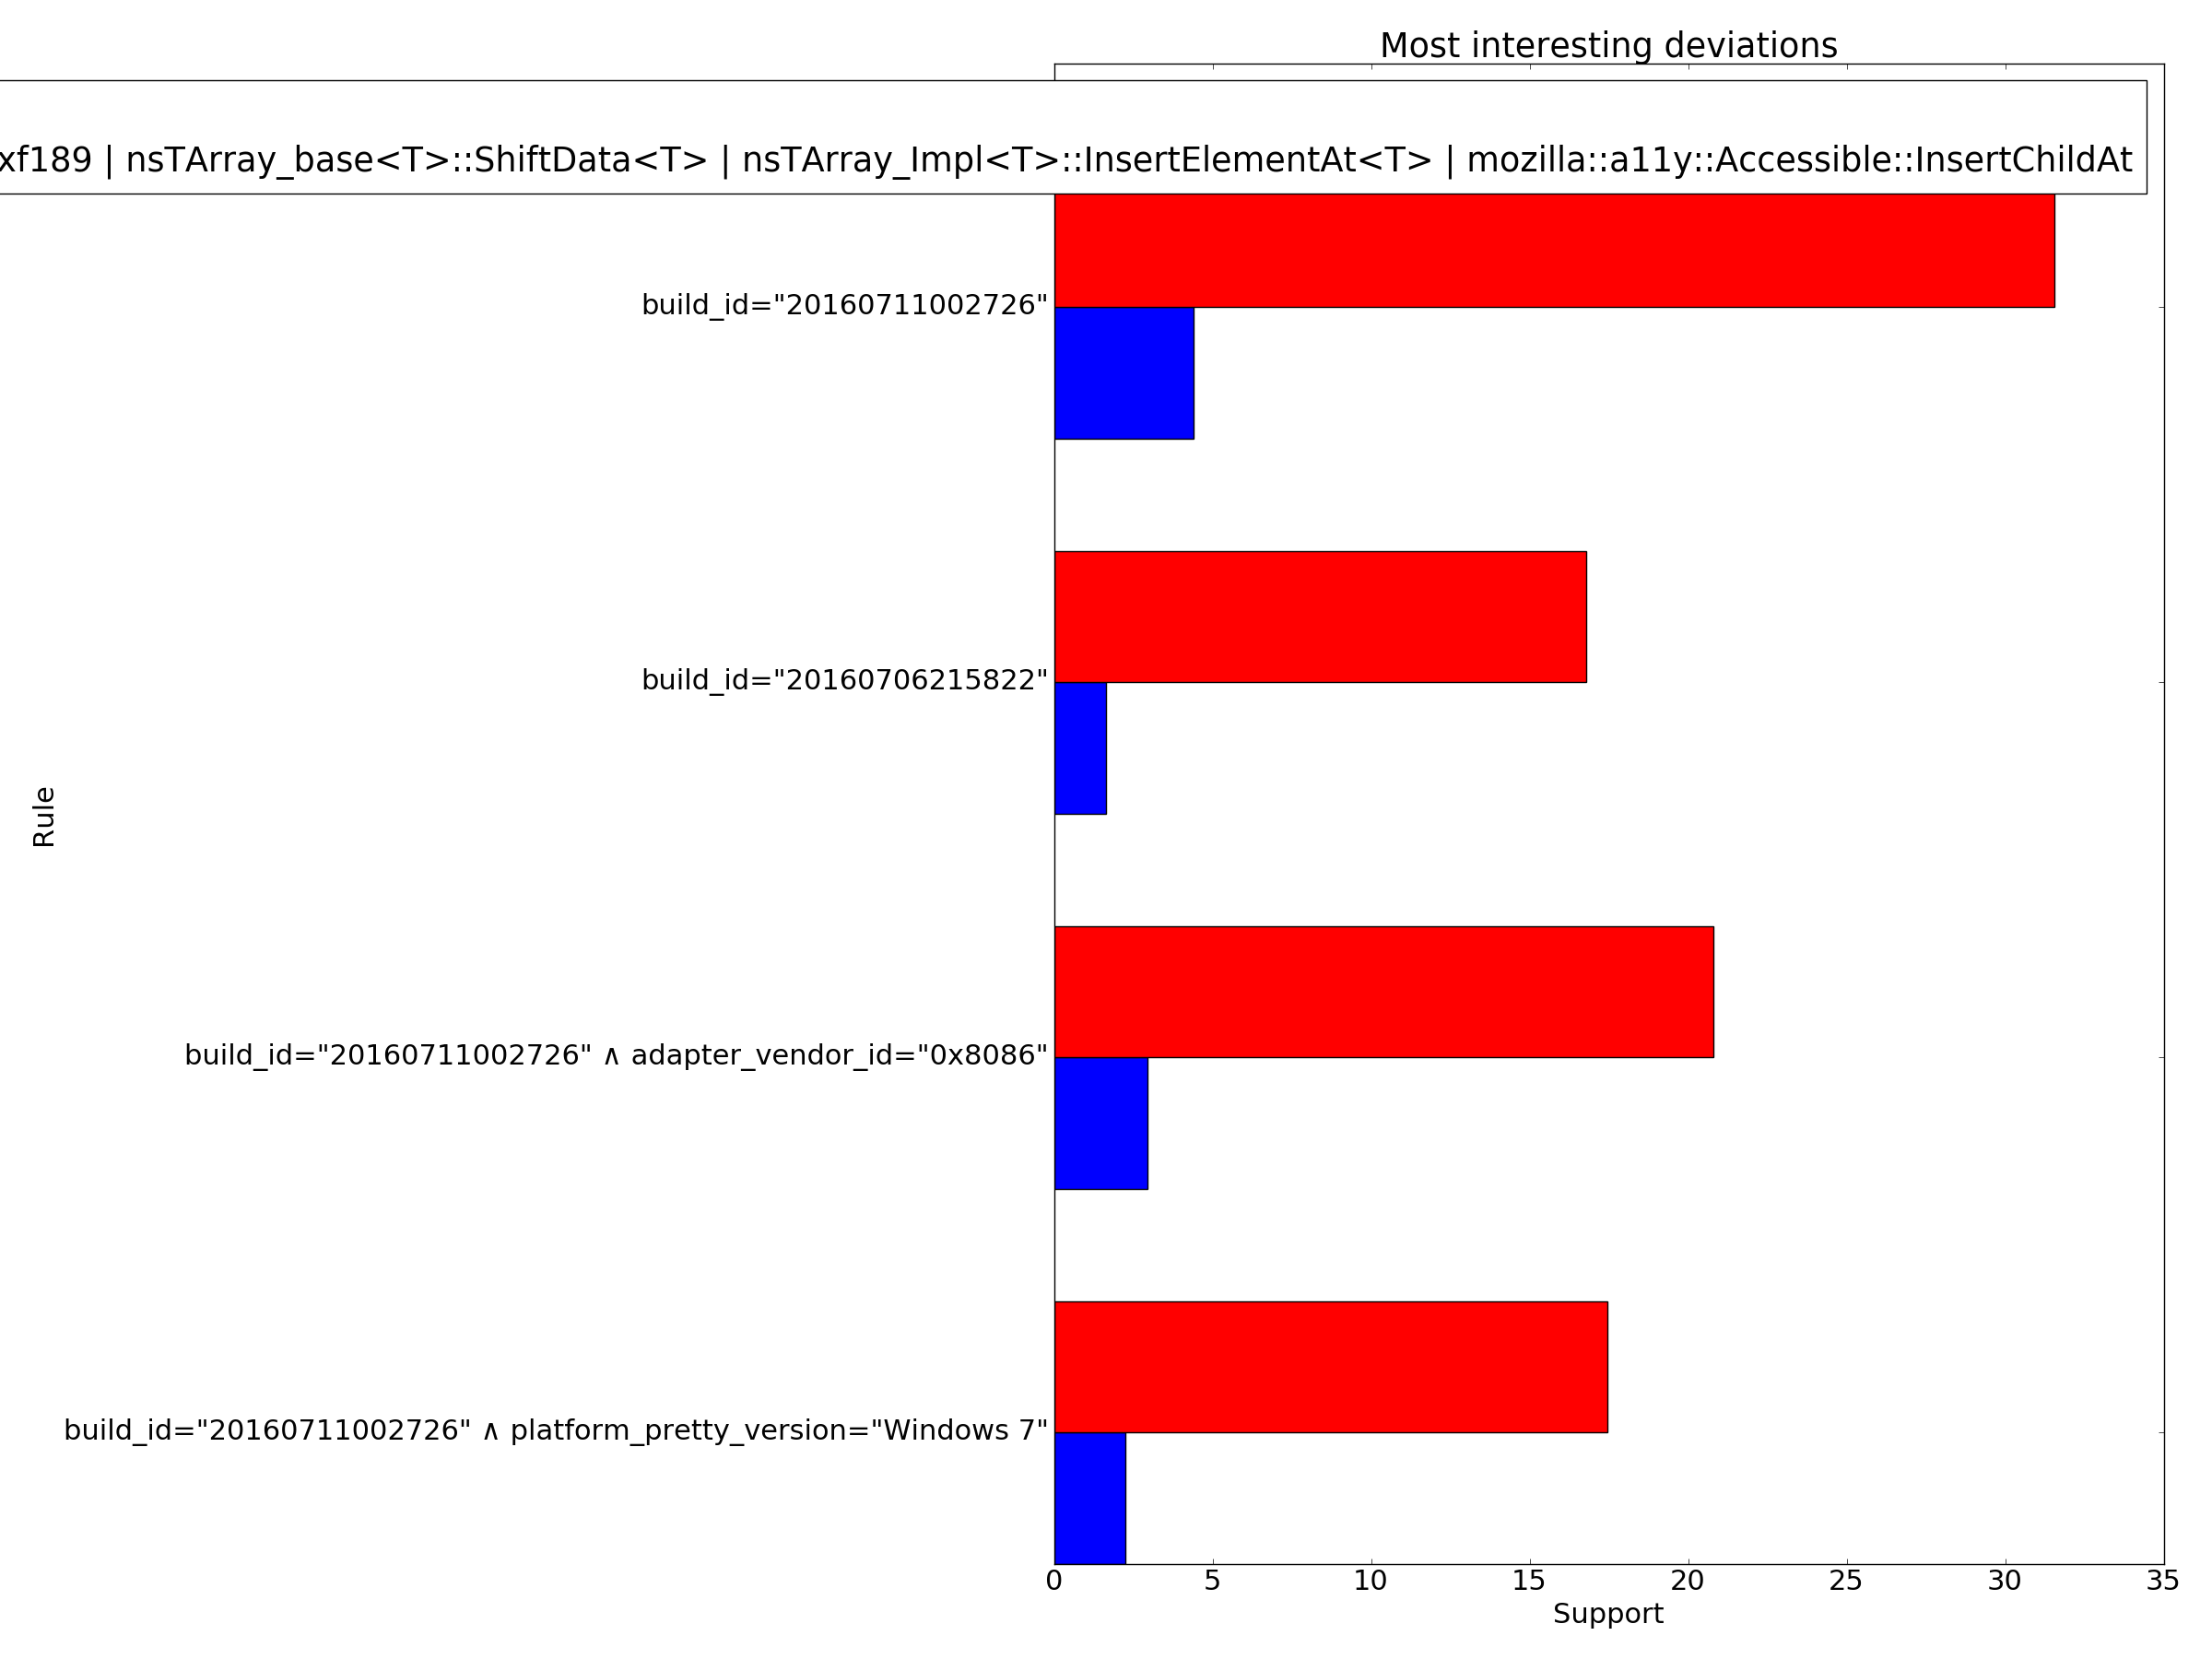 Most interesting deviations
xf189 | nsTArray_base<T>::ShiftData<T> | nsTArray_Impl<T>::InsertElementAt<T> | mozilla::a11y::Accessible::InsertChildAt
build_id="20160711002726"
build_id="20160706215822"
Rule
build_id="20160711002726" ∧ adapter_vendor_id="0x8086"
build_id="20160711002726" ∧ platform_pretty_version="Windows 7"
0 5 10 15 20 25 30 35
Support